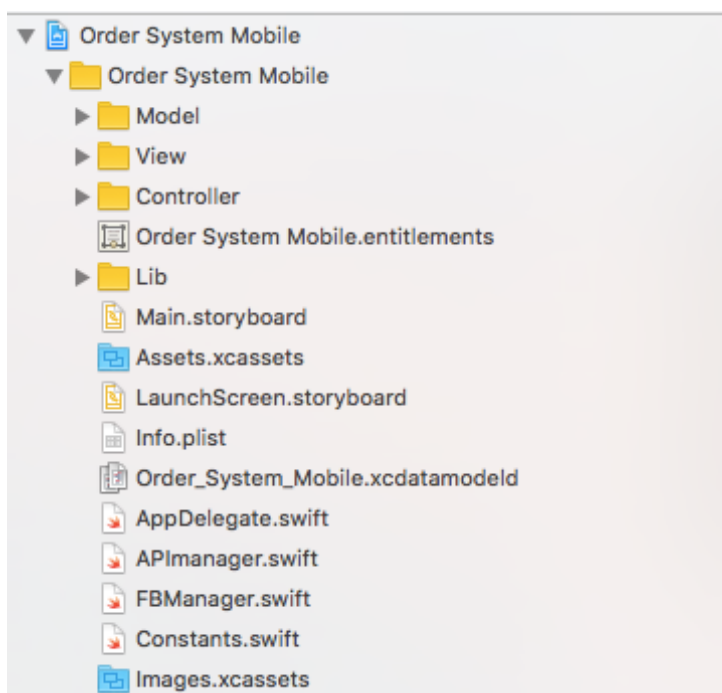 Order System Mobile
Order System Mobile
Model
View
Controller
Order System Mobile.entitlements
Lib
Main.storyboard
Assets.xcassets
LaunchScreen.storyboard
Info.plist
Order_System_Mobile.xcdatamodeld
AppDelegate.swift
APImanager.swift
FBManager.swift
Constants.swift
Images.xcassets